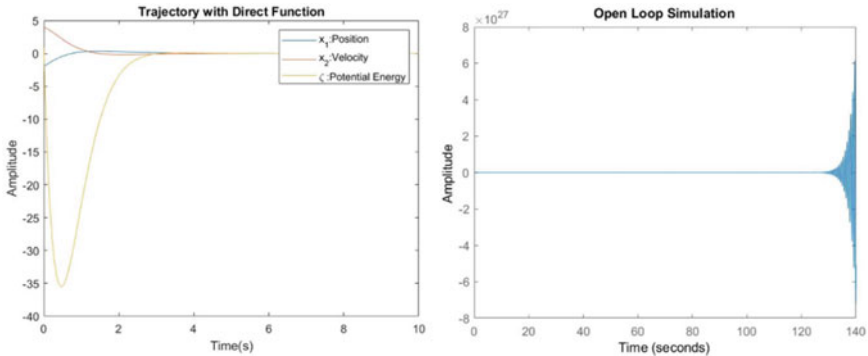 Trajectory with Direct Function
x1:Position
x2:Velocity
ζ :Potential Energy
5
0
-5
-10
-15
-20
-25
-30
-35
-40
Amplitude
0 2 4 6 8 10
Time(s)
Open Loop Simulation
×10^27
8
6
4
2
0
-2
-4
-6
-8
Amplitude
0 20 40 60 80 100 120 140
Time (seconds)